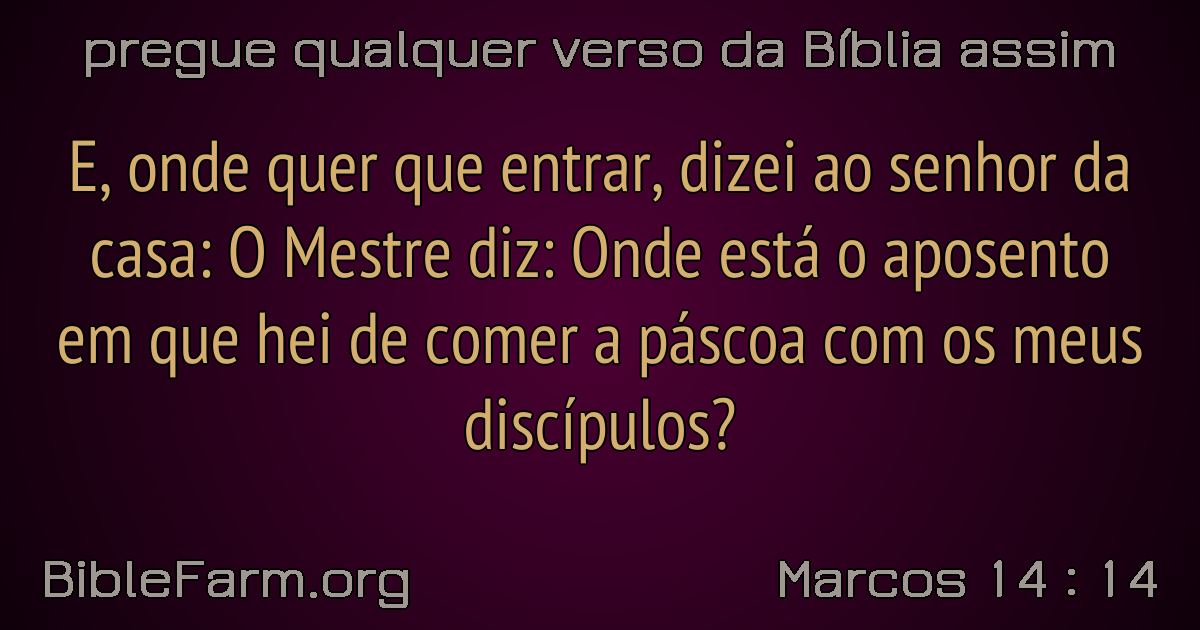 pregue qualquer verso da Bíblia assim
E, onde quer que entrar, dizei ao senhor da
casa: O Mestre diz: Onde está o aposento
em que hei de comer a páscoa com os meus
discípulos?
BibleFarm.org
Marcos 14 : 14